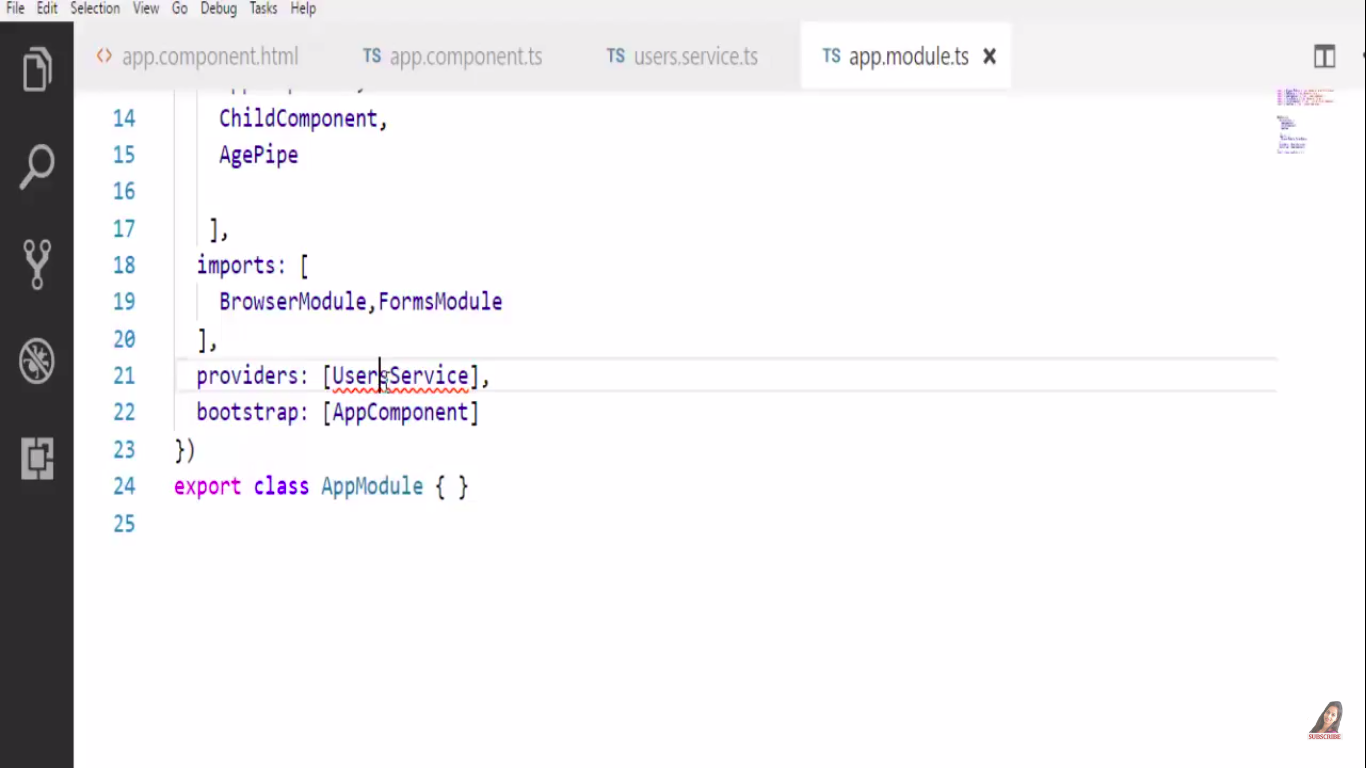 File Edit Selection View Go Debug Tasks Help
<> app.component.html TS app.component.ts TS users.service.ts TS app.module.ts ×
14 ChildComponent,
15 AgePipe
16
17 ],
18 imports: [
19 BrowserModule,FormsModule
20 ],
21 providers: [UsersService],
22 bootstrap: [AppComponent]
23 })
24 export class AppModule { }
25
SUBSCRIBE